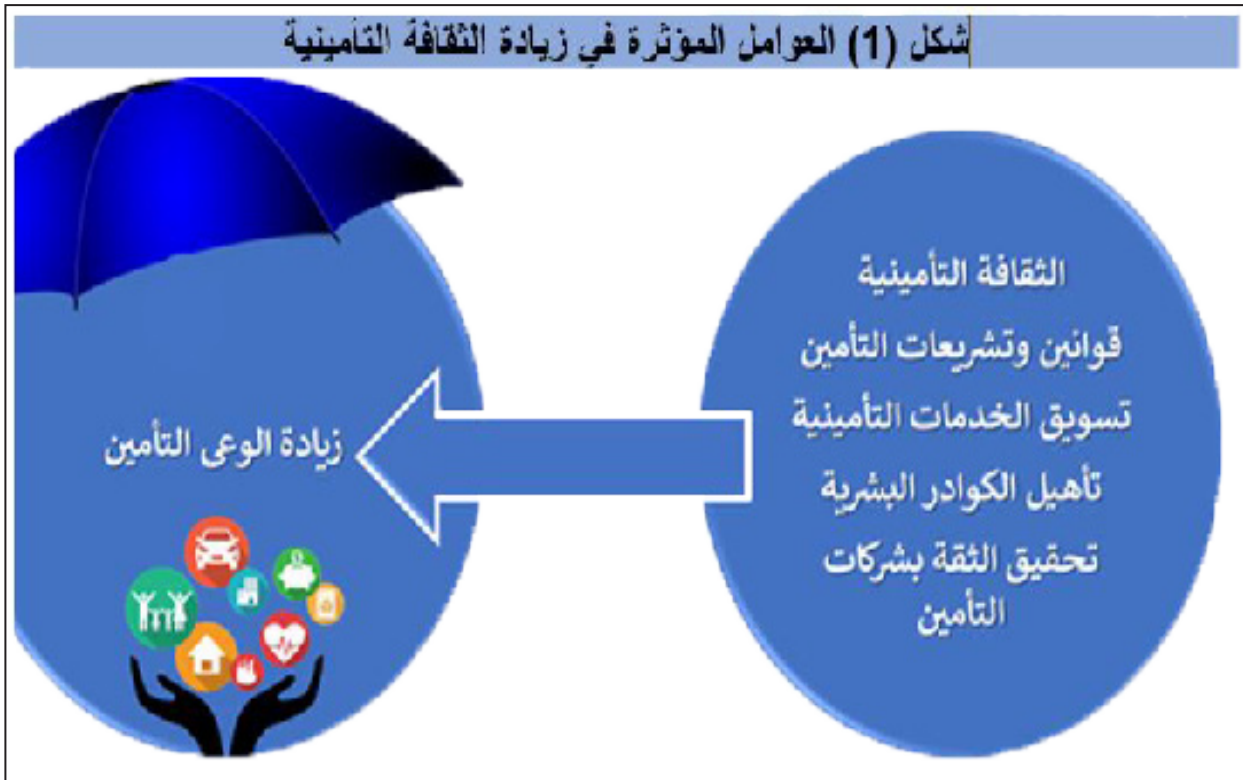 شكل (1) العوامل المؤثرة في زيادة الثقافة التأمينية
الثقافة التأمينية
قوانين وتشريعات التأمين
تسويق الخدمات التأمينية
تأهيل الكوادر البشرية
تحقيق الثقة بشركات
التأمين
زيادة الوعى التأمين